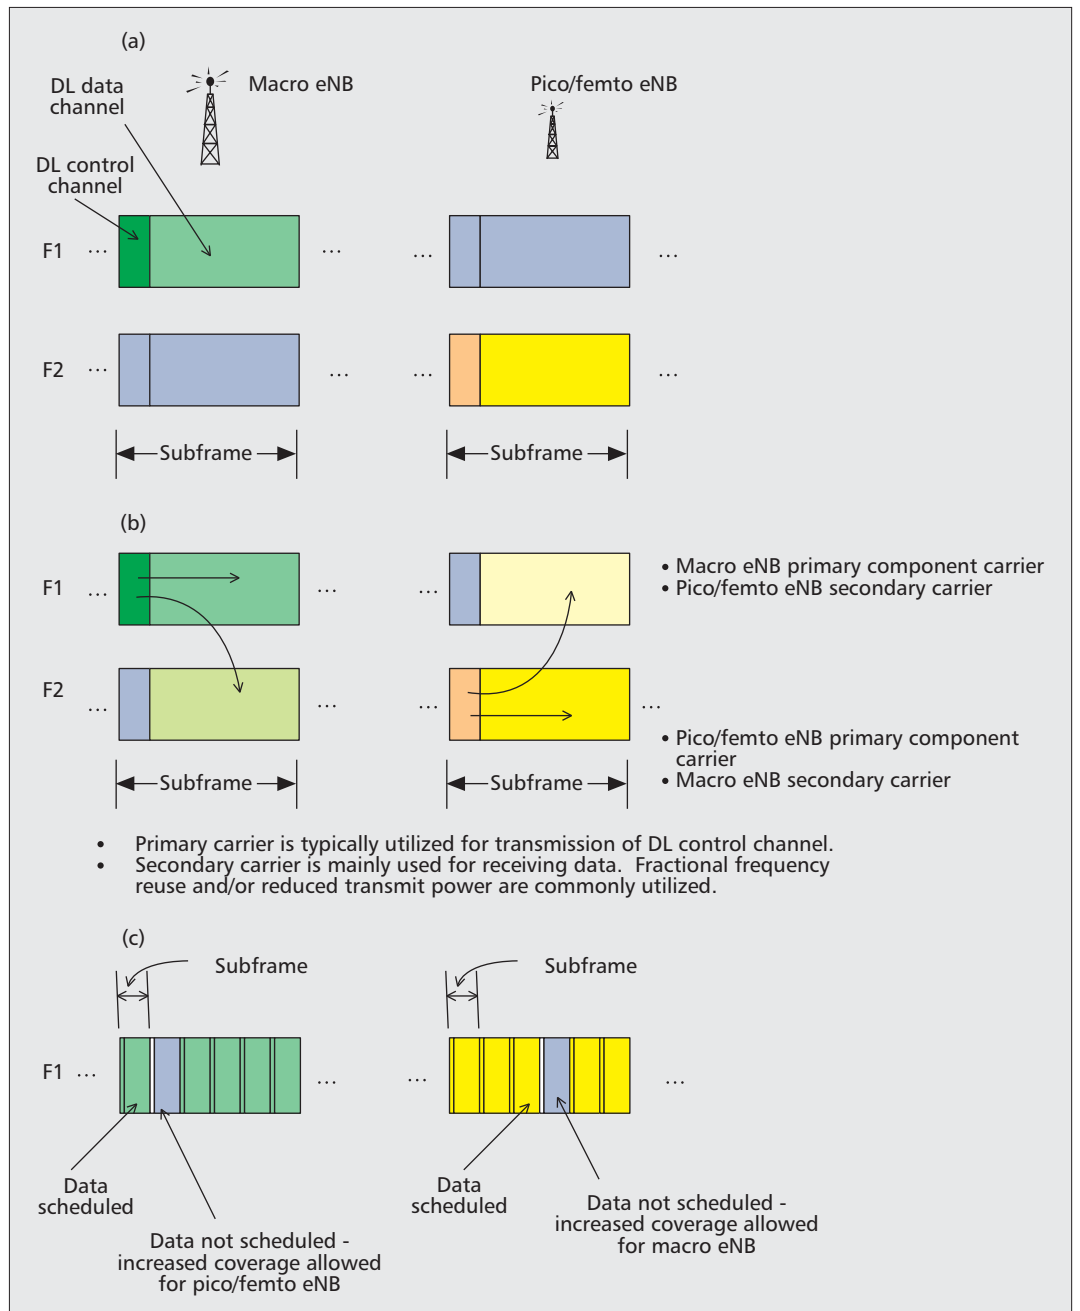 (a)
Macro eNB
Pico/femto eNB
DL data
channel
DL control
channel
F1 ... ... ... ...
F2 ... ... ... ...
Subframe
Subframe
(b)
F1 ... ... ...
• Macro eNB primary component carrier
• Pico/femto eNB secondary carrier
F2 ... ... ... ...
• Pico/femto eNB primary component
carrier
• Macro eNB secondary carrier
Subframe
Subframe
• Primary carrier is typically utilized for transmission of DL control channel.
• Secondary carrier is mainly used for receiving data. Fractional frequency
reuse and/or reduced transmit power are commonly utilized.
(c)
Subframe
Subframe
F1 ... ... ... ...
Data
scheduled
Data not scheduled -
increased coverage allowed
for pico/femto eNB
Data
scheduled
Data not scheduled -
increased coverage allowed
for macro eNB